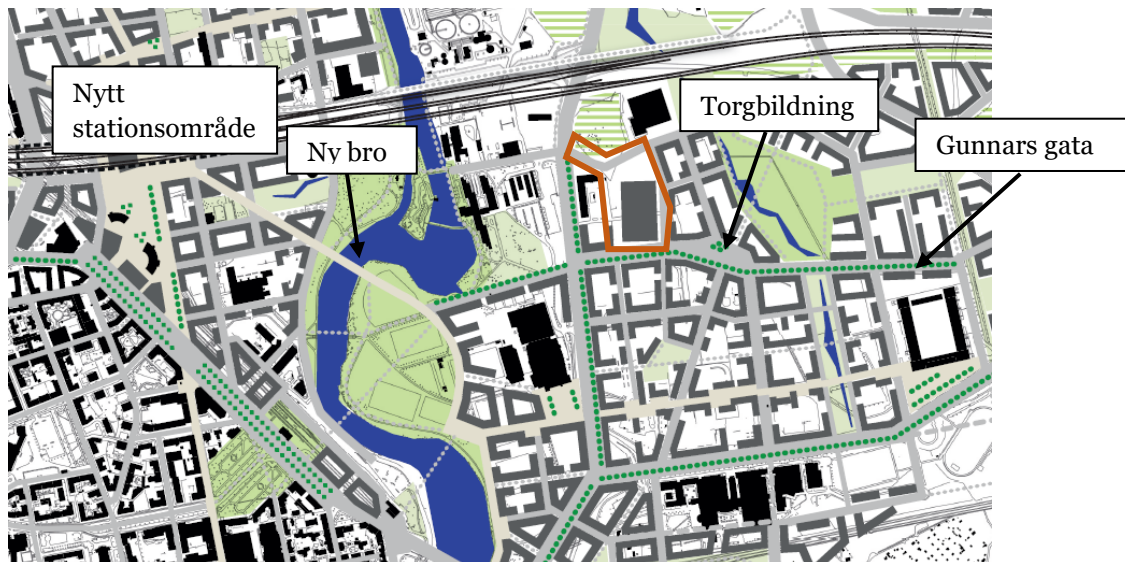 Nytt
stationsområde
Ny bro
Torgbildning
Gunnars gata